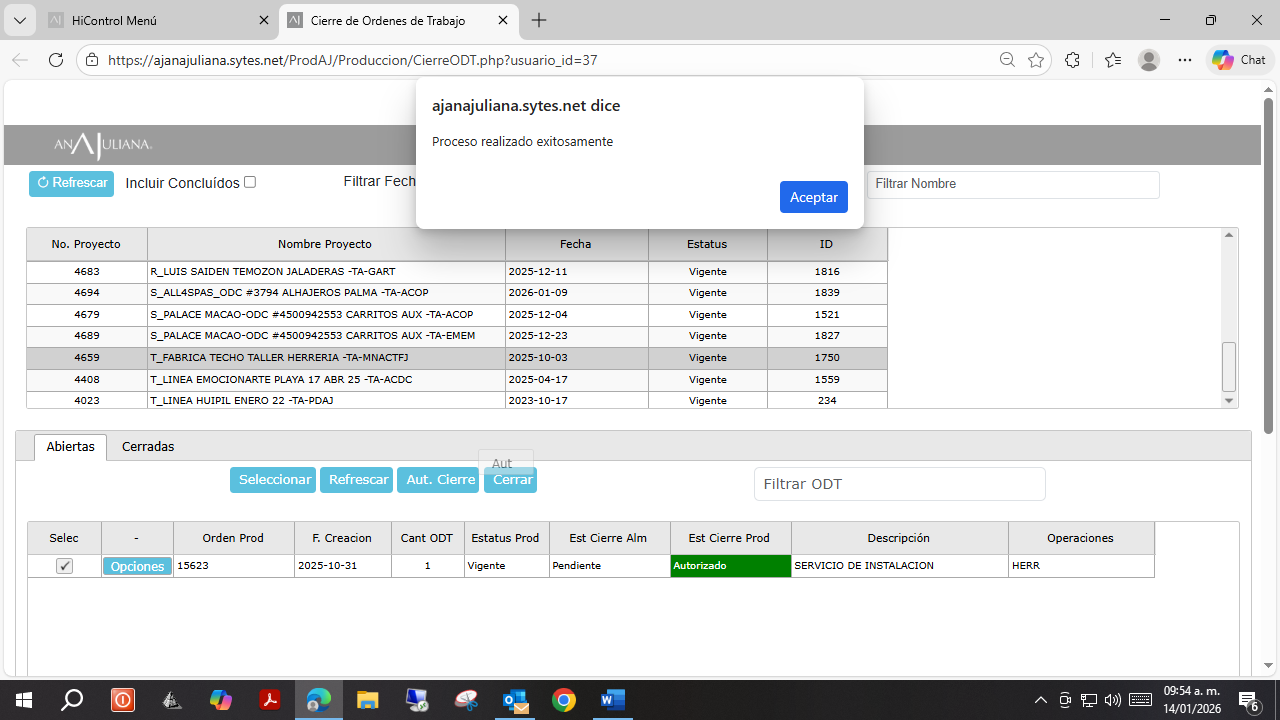 HiControl Menú
Cierre de Ordenes de Trabajo
https://ajanajuliana.sytes.net/ProdAJ/Produccion/CierreODT.php?usuario_id=37
Chat
ajanajuliana.sytes.net dice
Proceso realizado exitosamente
Aceptar
ANAJULIANA.
Refrescar Incluir Concluídos Filtrar Fech Filtrar Nombre
No. Proyecto Nombre Proyecto Fecha Estatus ID
4683 R_LUIS SAIDEN TEMOZON JALADERAS -TA-GART 2025-12-11 Vigente 1816
4694 S_ALL4SPAS_ODC #3794 ALHAJEROS PALMA -TA-ACOP 2026-01-09 Vigente 1839
4679 S_PALACE MACAO-ODC #4500942553 CARRITOS AUX -TA-ACOP 2025-12-04 Vigente 1521
4689 S_PALACE MACAO-ODC #4500942553 CARRITOS AUX -TA-EMEM 2025-12-23 Vigente 1827
4659 T_FABRICA TECHO TALLER HERRERIA -TA-MNACTFJ 2025-10-03 Vigente 1750
4408 T_LINEA EMOCIONARTE PLAYA 17 ABR 25 -TA-ACDC 2025-04-17 Vigente 1559
4023 T_LINEA HUIPIL ENERO 22 -TA-PDAJ 2023-10-17 Vigente 234
Abiertas Cerradas
Aut
Seleccionar Refrescar Aut. Cierre Cerrar Filtrar ODT
Selec - Orden Prod F. Creacion Cant ODT Estatus Prod Est Cierre Alm Est Cierre Prod Descripción Operaciones
Opciones 15623 2025-10-31 1 Vigente Pendiente Autorizado SERVICIO DE INSTALACION HERR
09:54 a. m.
14/01/2026
6